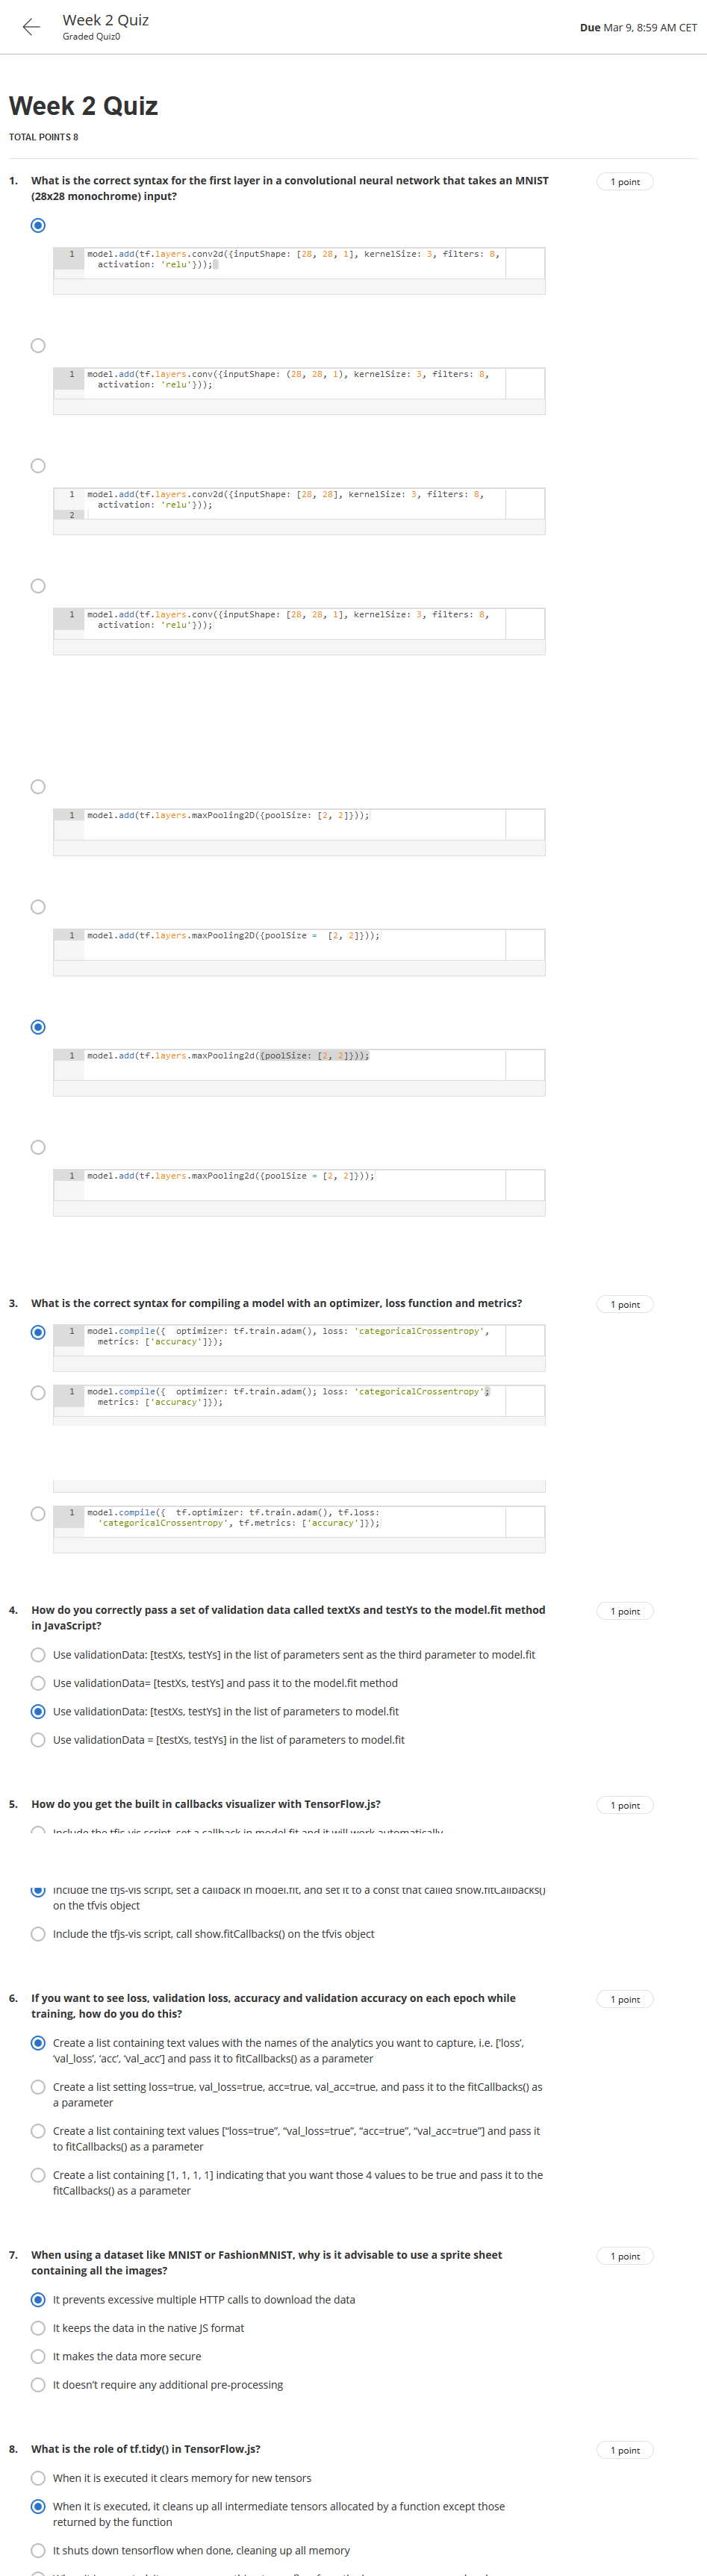 Week 2 Quiz
Graded Quiz0
Due Mar 9, 8:59 AM CET
Week 2 Quiz
TOTAL POINTS 8
1. What is the correct syntax for the first layer in a convolutional neural network that takes an MNIST
(28x28 monochrome) input?
1 point
1 model.add(tf.layers.conv2d({inputShape: [28, 28, 1], kernelSize: 3, filters: 8,
activation: 'relu'}));
1 model.add(tf.layers.conv({inputShape: (28, 28, 1), kernelSize: 3, filters: 8,
activation: 'relu'}));
1 model.add(tf.layers.conv2d({inputShape: [28, 28], kernelSize: 3, filters: 8,
activation: 'relu'}));
2
1 model.add(tf.layers.conv({inputShape: [28, 28, 1], kernelSize: 3, filters: 8,
activation: 'relu'}));
1 model.add(tf.layers.maxPooling2D({poolSize: [2, 2]}));
1 model.add(tf.layers.maxPooling2D({poolSize = [2, 2]}));
1 model.add(tf.layers.maxPooling2d({poolSize: [2, 2]}));
1 model.add(tf.layers.maxPooling2d({poolSize = [2, 2]}));
3. What is the correct syntax for compiling a model with an optimizer, loss function and metrics?
1 point
1 model.compile({ optimizer: tf.train.adam(), loss: 'categoricalCrossentropy',
metrics: ['accuracy']});
1 model.compile({ optimizer: tf.train.adam(); loss: 'categoricalCrossentropy';
metrics: ['accuracy']});
1 model.compile({ tf.optimizer: tf.train.adam(), tf.loss:
'categoricalCrossentropy', tf.metrics: ['accuracy']});
4. How do you correctly pass a set of validation data called textXs and testYs to the model.fit method
in JavaScript?
1 point
Use validationData: [testXs, testYs] in the list of parameters sent as the third parameter to model.fit
Use validationData= [testXs, testYs] and pass it to the model.fit method
Use validationData: [testXs, testYs] in the list of parameters to model.fit
Use validationData = [testXs, testYs] in the list of parameters to model.fit
5. How do you get the built in callbacks visualizer with TensorFlow.js?
1 point
Include the tfjs-vis script, set a callback in model.fit and it will work automatically
Include the tfjs-vis script, set a callback in model.fit, and set it to a const that called show.fitCallbacks()
on the tfvis object
Include the tfjs-vis script, call show.fitCallbacks() on the tfvis object
6. If you want to see loss, validation loss, accuracy and validation accuracy on each epoch while
training, how do you do this?
1 point
Create a list containing text values with the names of the analytics you want to capture, i.e. ['loss',
'val_loss', 'acc', 'val_acc'] and pass it to fitCallbacks() as a parameter
Create a list setting loss=true, val_loss=true, acc=true, val_acc=true, and pass it to the fitCallbacks() as
a parameter
Create a list containing text values ["loss=true", "val_loss=true", "acc=true", "val_acc=true"] and pass it
to fitCallbacks() as a parameter
Create a list containing [1, 1, 1, 1] indicating that you want those 4 values to be true and pass it to the
fitCallbacks() as a parameter
7. When using a dataset like MNIST or FashionMNIST, why is it advisable to use a sprite sheet
containing all the images?
1 point
It prevents excessive multiple HTTP calls to download the data
It keeps the data in the native JS format
It makes the data more secure
It doesn't require any additional pre-processing
8. What is the role of tf.tidy() in TensorFlow.js?
1 point
When it is executed it clears memory for new tensors
When it is executed, it cleans up all intermediate tensors allocated by a function except those
returned by the function
It shuts down tensorflow when done, cleaning up all memory